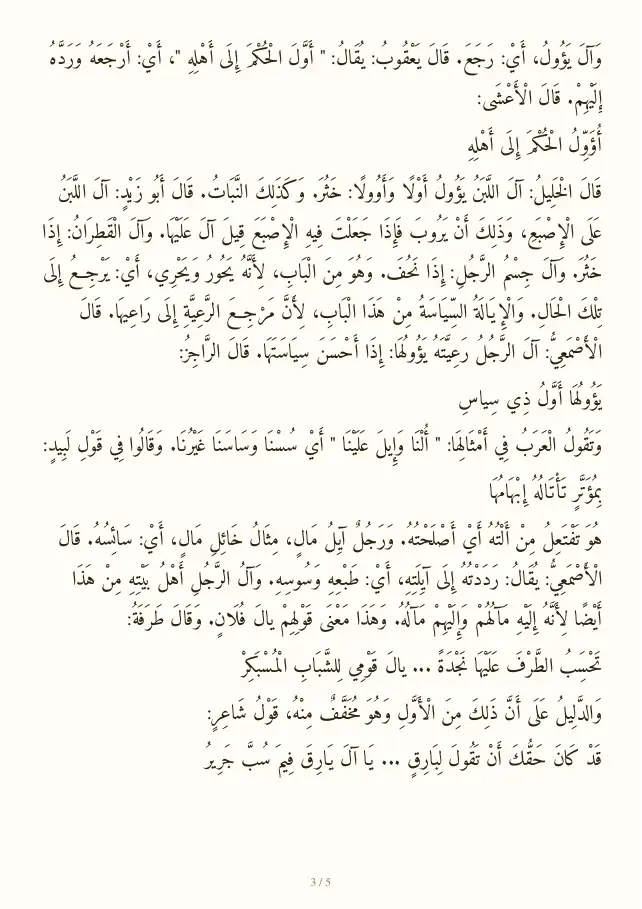 وَآلَ يَؤُولُ، أَيْ: رَجَعَ. قَالَ يَعْقُوبُ: يُقَالُ: " أَوَّلَ الْحُكْمَ إِلَى أَهْلِهِ "، أَيْ: أَرْجَعَهُ وَرَدَّهُ
إِلَيْهِمْ. قَالَ الْأَعْشَى:
أُؤَوِّلُ الْحُكْمَ إِلَى أَهْلِهِ
قَالَ الْخَلِيلُ: آلَ اللَّبَنُ يَؤُولُ أَوْلًا وَأَوُولًا: خَثُرَ. وَكَذَلِكَ النَّبَاتُ. قَالَ أَبُو زَيْدٍ: آلَ اللَّبَنُ
عَلَى الْإِصْبَعِ، وَذَلِكَ أَنْ يَرُوبَ فَإِذَا جَعَلْتَ فِيهِ الْإِصْبَعَ قِيلَ آلَ عَلَيْهَا. وَآلَ الْقَطِرَانُ: إِذَا
خَثُرَ. وَآلَ جِسْمُ الرَّجُلِ: إِذَا نَحُفَ. وَهُوَ مِنَ الْبَابِ، لِأَنَّهُ يَحُورُ وَيَحْرِي، أَيْ: يَرْجِعُ إِلَى
تِلْكَ الْحَالِ. وَالْإِيَالَةُ السِّيَاسَةُ مِنْ هَذَا الْبَابِ، لِأَنَّ مَرْجِعَ الرَّعِيَّةِ إِلَى رَاعِيهَا. قَالَ
الْأَصْمَعِيُّ: آلَ الرَّجُلُ رَعِيَّتَهُ يَؤُولُهَا: إِذَا أَحْسَنَ سِيَاسَتَهَا. قَالَ الرَّاجِزُ:
يَؤُولُهَا أَوَّلُ ذِي سِيَاسِ
وَتَقُولُ الْعَرَبُ فِي أَمْثَالِهَا: " أُلْنَا وَإِيلَ عَلَيْنَا " أَيْ سُسْنَا وَسَاسَنَا غَيْرُنَا. وَقَالُوا فِي قَوْلِ لَبِيدٍ:
بِمُؤَتَّرٍ تَأْتَالُهُ إِبْهَامُهَا
هُوَ تَفْتَعِلُ مِنْ أُلْتُهُ أَيْ أَصْلَحْتُهُ. وَرَجُلٌ آيِلُ مَالٍ، مِثَالُ خَائِلِ مَالٍ، أَيْ: سَائِسُهُ. قَالَ
الْأَصْمَعِيُّ: يُقَالُ: رَدَدْتُهُ إِلَى آيِلَتِهِ، أَيْ: طَبْعِهِ وَسُوسِهِ. وَآلُ الرَّجُلِ أَهْلُ بَيْتِهِ مِنْ هَذَا
أَيْضًا لِأَنَّهُ إِلَيْهِ مَآلُهُمْ وَإِلَيْهِمْ مَآلُهُ. وَهَذَا مَعْنَى قَوْلِهِمْ يالَ فُلَانٍ. وَقَالَ طَرَفَةُ:
تَحْسَبُ الطَّرْفَ عَلَيْهَا نَجْدَةً ... يالَ قَوْمِي لِلشَّبَابِ الْمُسْبَكِرْ
وَالدَّلِيلُ عَلَى أَنَّ ذَلِكَ مِنَ الْأَوَّلِ وَهُوَ مُخَفَّفٌ مِنْهُ، قَوْلُ شَاعِرٍ:
قَدْ كَانَ حَقُّكَ أَنْ تَقُولَ لِبَارِقٍ ... يَا آلَ يَارِقَ فِيمَ سُبَّ جَرِيرُ
3 / 5